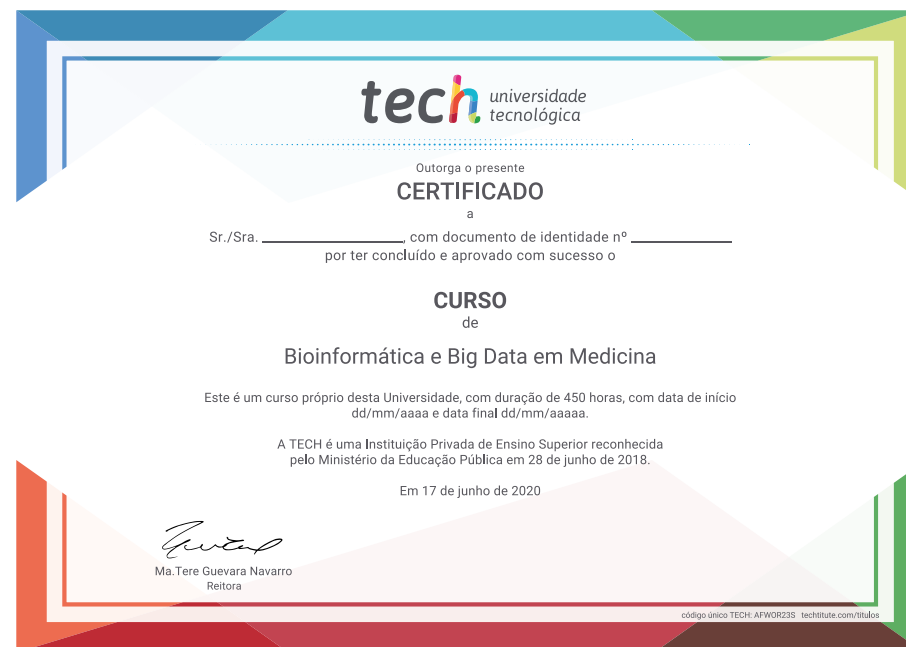 tech universidade
tecnológica
Outorga o presente
CERTIFICADO
a
Sr./Sra. ____________, com documento de identidade nº ____________
por ter concluído e aprovado com sucesso o
CURSO
de
Bioinformática e Big Data em Medicina
Este é um curso próprio desta Universidade, com duração de 450 horas, com data de início
dd/mm/aaaa e data final dd/mm/aaaaa.
A TECH é uma Instituição Privada de Ensino Superior reconhecida
pelo Ministério da Educação Pública em 28 de junho de 2018.
Em 17 de junho de 2020
Ma.Tere Guevara Navarro
Reitora
código único TECH: AFWOR23S techtitute.com/títulos